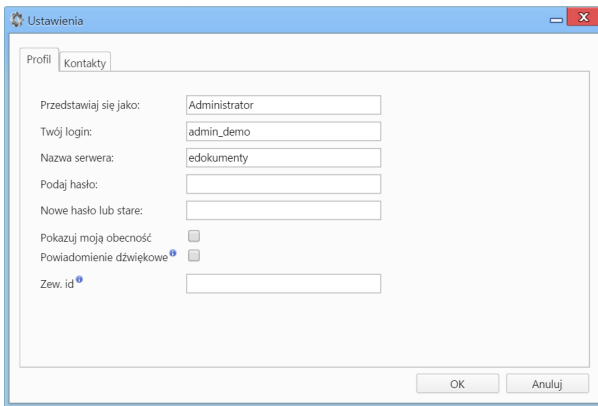 Ustawienia
Profil
Kontakty
Przedstawiaj się jako: Administrator
Twój login: admin_demo
Nazwa serwera: edokumenty
Podaj hasło:
Nowe hasło lub stare:
Pokazuj moją obecność
Powiadomienie dźwiękowe
Zew. id
OK Anuluj